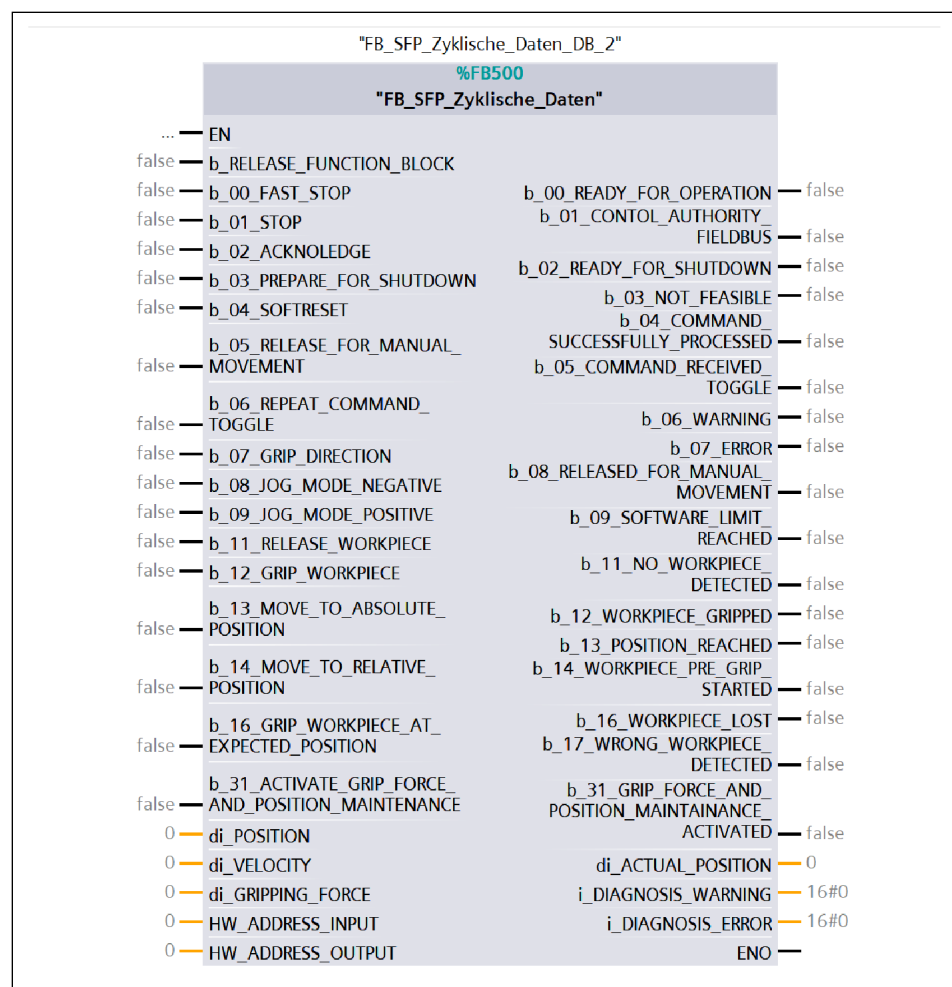 "FB_SFP_Zyklische_Daten_DB_2"
%FB500
"FB_SFP_Zyklische_Daten"
... EN
false b_RELEASE_FUNCTION_BLOCK
false b_00_FAST_STOP
false b_01_STOP
false b_02_ACKNOLEDGE
false b_03_PREPARE_FOR_SHUTDOWN
false b_04_SOFTRESET
b_05_RELEASE_FOR_MANUAL_
false MOVEMENT
b_06_REPEAT_COMMAND_
false TOGGLE
false b_07_GRIP_DIRECTION
false b_08_JOG_MODE_NEGATIVE
false b_09_JOG_MODE_POSITIVE
false b_11_RELEASE_WORKPIECE
false b_12_GRIP_WORKPIECE
b_13_MOVE_TO_ABSOLUTE_
false POSITION
b_14_MOVE_TO_RELATIVE_
false POSITION
b_16_GRIP_WORKPIECE_AT_
false EXPECTED_POSITION
b_31_ACTIVATE_GRIP_FORCE_
false AND_POSITION_MAINTENANCE
0 di_POSITION
0 di_VELOCITY
0 di_GRIPPING_FORCE
0 HW_ADDRESS_INPUT
0 HW_ADDRESS_OUTPUT
b_00_READY_FOR_OPERATION false
b_01_CONTOL_AUTHORITY_
FIELDBUS false
b_02_READY_FOR_SHUTDOWN false
b_03_NOT_FEASIBLE false
b_04_COMMAND_
SUCCESSFULLY_PROCESSED false
b_05_COMMAND_RECEIVED_
TOGGLE false
b_06_WARNING false
b_07_ERROR false
b_08_RELEASED_FOR_MANUAL_
MOVEMENT false
b_09_SOFTWARE_LIMIT_
REACHED false
b_11_NO_WORKPIECE_
DETECTED false
b_12_WORKPIECE_GRIPPED false
b_13_POSITION_REACHED false
b_14_WORKPIECE_PRE_GRIP_
STARTED false
b_16_WORKPIECE_LOST false
b_17_WRONG_WORKPIECE_
DETECTED false
b_31_GRIP_FORCE_AND_
POSITION_MAINTAINANCE_
ACTIVATED false
di_ACTUAL_POSITION 0
i_DIAGNOSIS_WARNING 16#0
i_DIAGNOSIS_ERROR 16#0
ENO